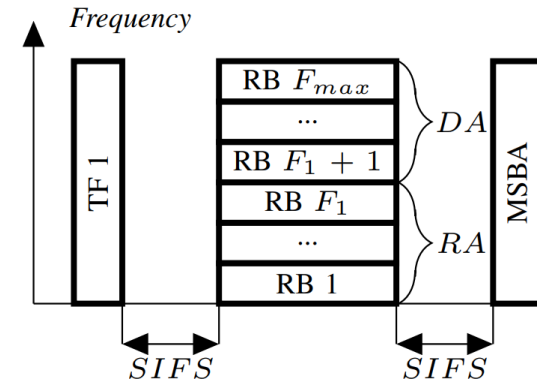 Frequency
TF 1
RB F_max
...
RB F_1 + 1
RB F_1
...
RB 1
DA
RA
MSBA
SIFS
SIFS